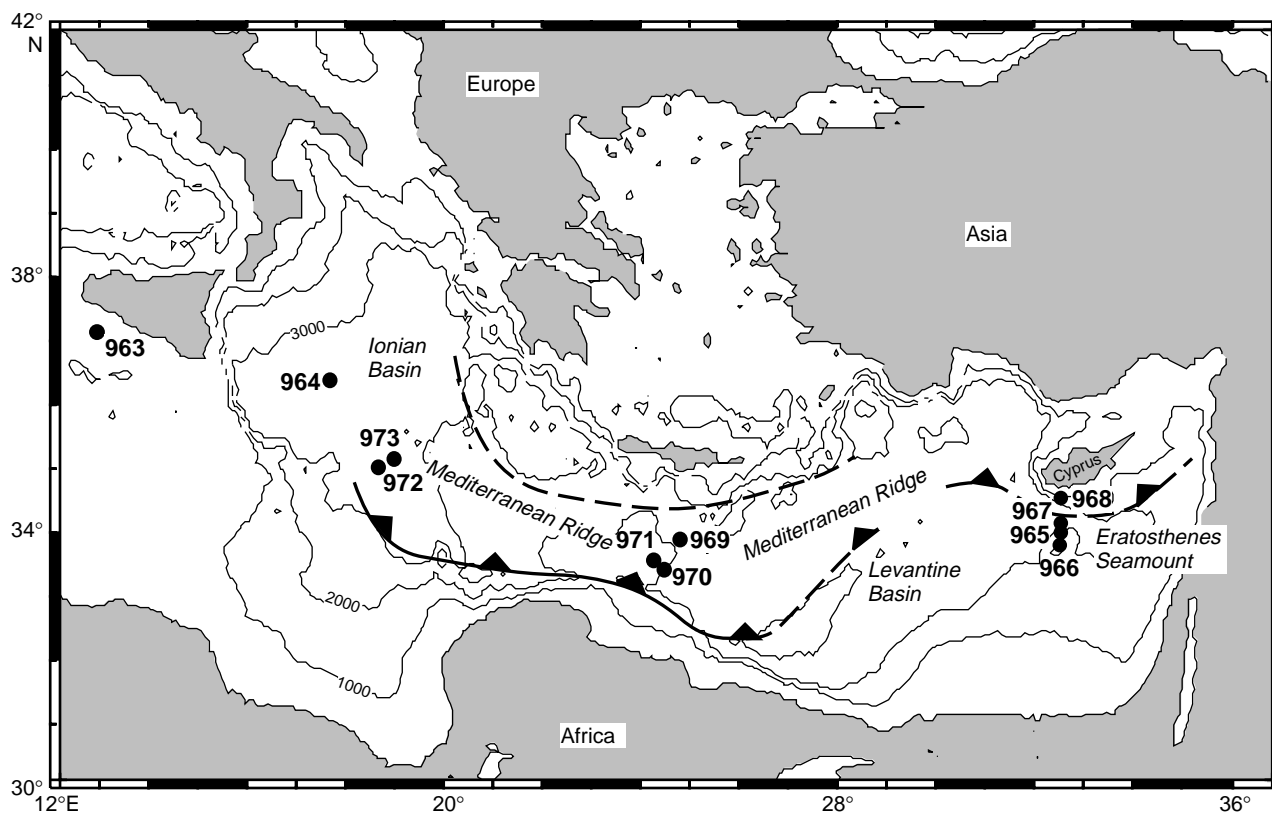 42°
N
Europe
Asia
38°
3000
963
Ionian
Basin
964
973
972
Mediterranean Ridge
Cyprus
968
967
965
966
Eratosthenes
Seamount
34°
971
969
970
Mediterranean Ridge
Levantine
Basin
2000
1000
Africa
30°
12°E
20°
28°
36°